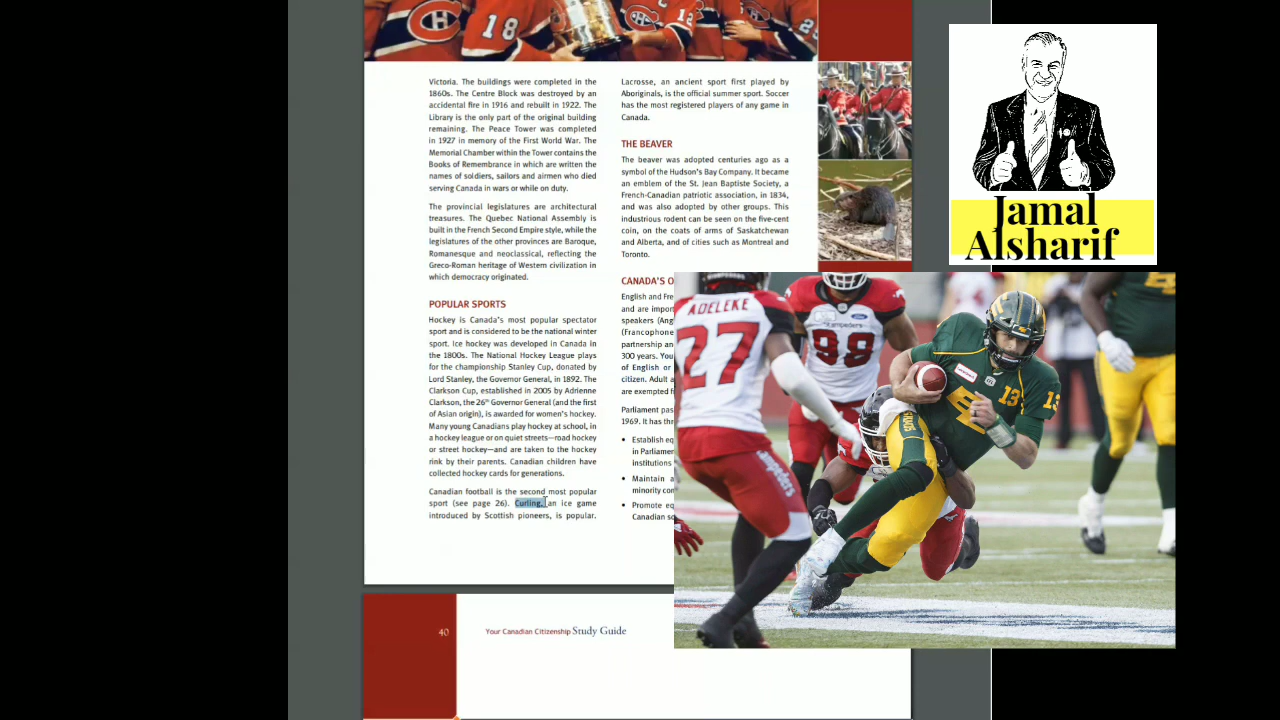 18
12
Victoria. The buildings were completed in the
1860s. The Centre Block was destroyed by an
accidental fire in 1916 and rebuilt in 1922. The
Library is the only part of the original building
remaining. The Peace Tower was completed
in 1927 in memory of the First World War. The
Memorial Chamber within the Tower contains the
Books of Remembrance in which are written the
names of soldiers, sailors and airmen who died
serving Canada in wars or while on duty.
The provincial legislatures are architectural
treasures. The Quebec National Assembly is
built in the French Second Empire style, while the
legislatures of the other provinces are Baroque,
Romanesque and neoclassical, reflecting the
Greco-Roman heritage of Western civilization in
which democracy originated.
POPULAR SPORTS
Hockey is Canada's most popular spectator
sport and is considered to be the national winter
sport. Ice hockey was developed in Canada in
the 1800s. The National Hockey League plays
for the championship Stanley Cup, donated by
Lord Stanley, the Governor General, in 1892. The
Clarkson Cup, established in 2005 by Adrienne
Clarkson, the 26th Governor General (and the first
of Asian origin), is awarded for women's hockey.
Many young Canadians play hockey at school, in
a hockey league or on quiet streets—road hockey
or street hockey—and are taken to the hockey
rink by their parents. Canadian children have
collected hockey cards for generations.
Canadian football is the second most popular
sport (see page 26). Curling, an ice game
introduced by Scottish pioneers, is popular.
Lacrosse, an ancient sport first played by
Aboriginals, is the official summer sport. Soccer
has the most registered players of any game in
Canada.
THE BEAVER
The beaver was adopted centuries ago as a
symbol of the Hudson's Bay Company. It became
an emblem of the St. Jean Baptiste Society, a
French-Canadian patriotic association, in 1834,
and was also adopted by other groups. This
industrious rodent can be seen on the five-cent
coin, on the coats of arms of Saskatchewan
and Alberta, and of cities such as Montreal and
Toronto.
CANADA'S O
English and Fre
and are impor
speakers (Ang
(Francophone
partnership an
300 years. You
of English or
citizen. Adult a
are exempted f
Parliament pas
1969. It has thr
• Establish eq
in Parliamen
institutions
• Maintain a
minority con
• Promote eq
Canadian so
Jamal
Alsharif
ADELEKE
27
Stampeders
98
13
13
40
Your Canadian Citizenship Study Guide